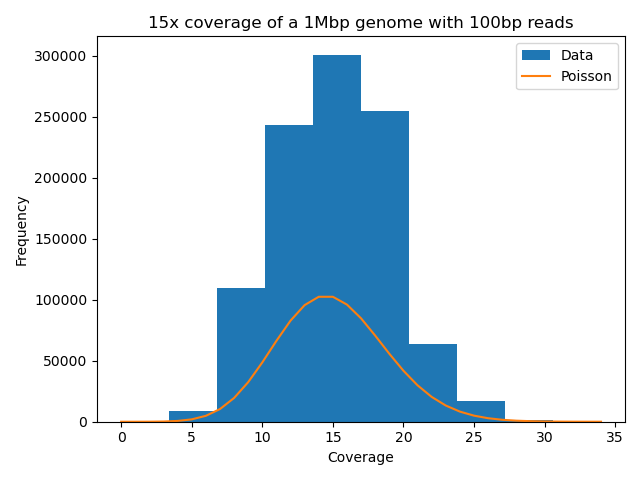 15x coverage of a 1Mbp genome with 100bp reads
Data
Poisson
300000
250000
200000
150000
100000
50000
0
Frequency
0 5 10 15 20 25 30 35
Coverage